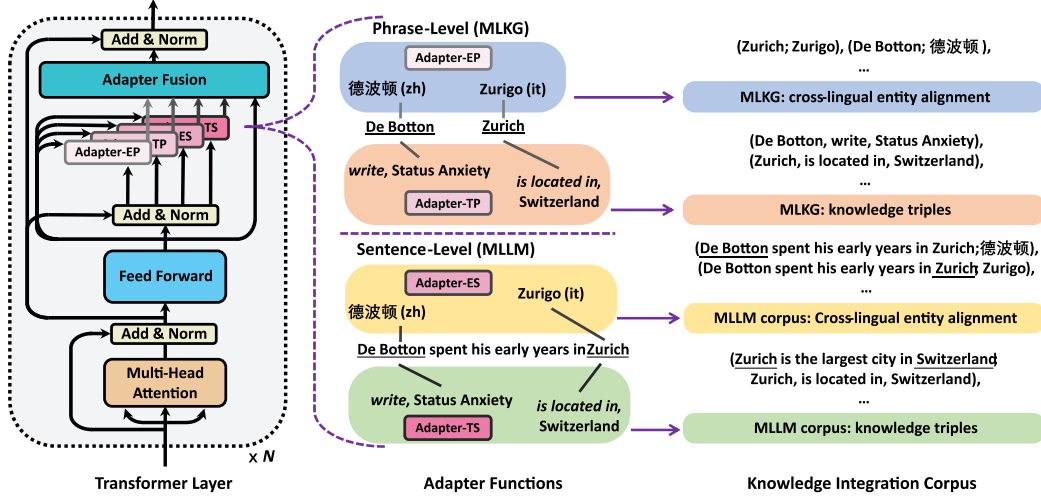 Add & Norm
Adapter Fusion
TS
ES
TP
Adapter-EP
Add & Norm
Feed Forward
Add & Norm
Multi-Head
Attention
x N
Transformer Layer
Phrase-Level (MLKG)
Adapter-EP
德波顿 (zh)
Zurigo (it)
De Botton
Zurich
write, Status Anxiety
is located in,
Switzerland
Adapter-TP
Sentence-Level (MLLM)
Adapter-ES
Zurigo (it)
德波顿 (zh)
De Botton spent his early years in Zurich
write, Status Anxiety
is located in,
Switzerland
Adapter-TS
Adapter Functions
(Zurich; Zurigo), (De Botton; 德波顿),
...
MLKG: cross-lingual entity alignment
(De Botton, write, Status Anxiety),
(Zurich, is located in, Switzerland),
...
MLKG: knowledge triples
(De Botton spent his early years in Zurich;德波顿),
(De Botton spent his early years in Zurich; Zurigo),
...
MLLM corpus: Cross-lingual entity alignment
(Zurich is the largest city in Switzerland;
Zurich, is located in, Switzerland),
...
MLLM corpus: knowledge triples
Knowledge Integration Corpus